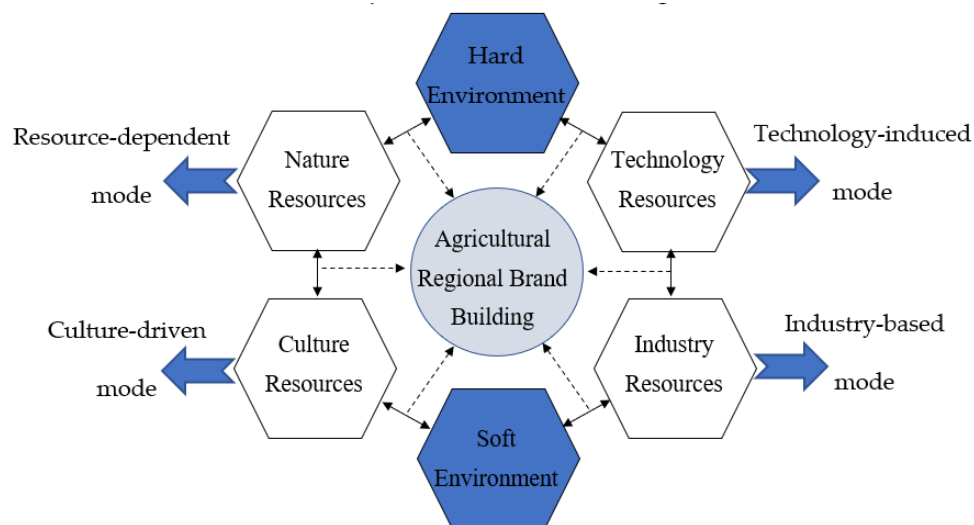 Hard
Environment
Resource-dependent
mode
Nature
Resources
Technology
Resources
Technology-induced
mode
Agricultural
Regional Brand
Building
Culture-driven
mode
Culture
Resources
Industry
Resources
Industry-based
mode
Soft
Environment